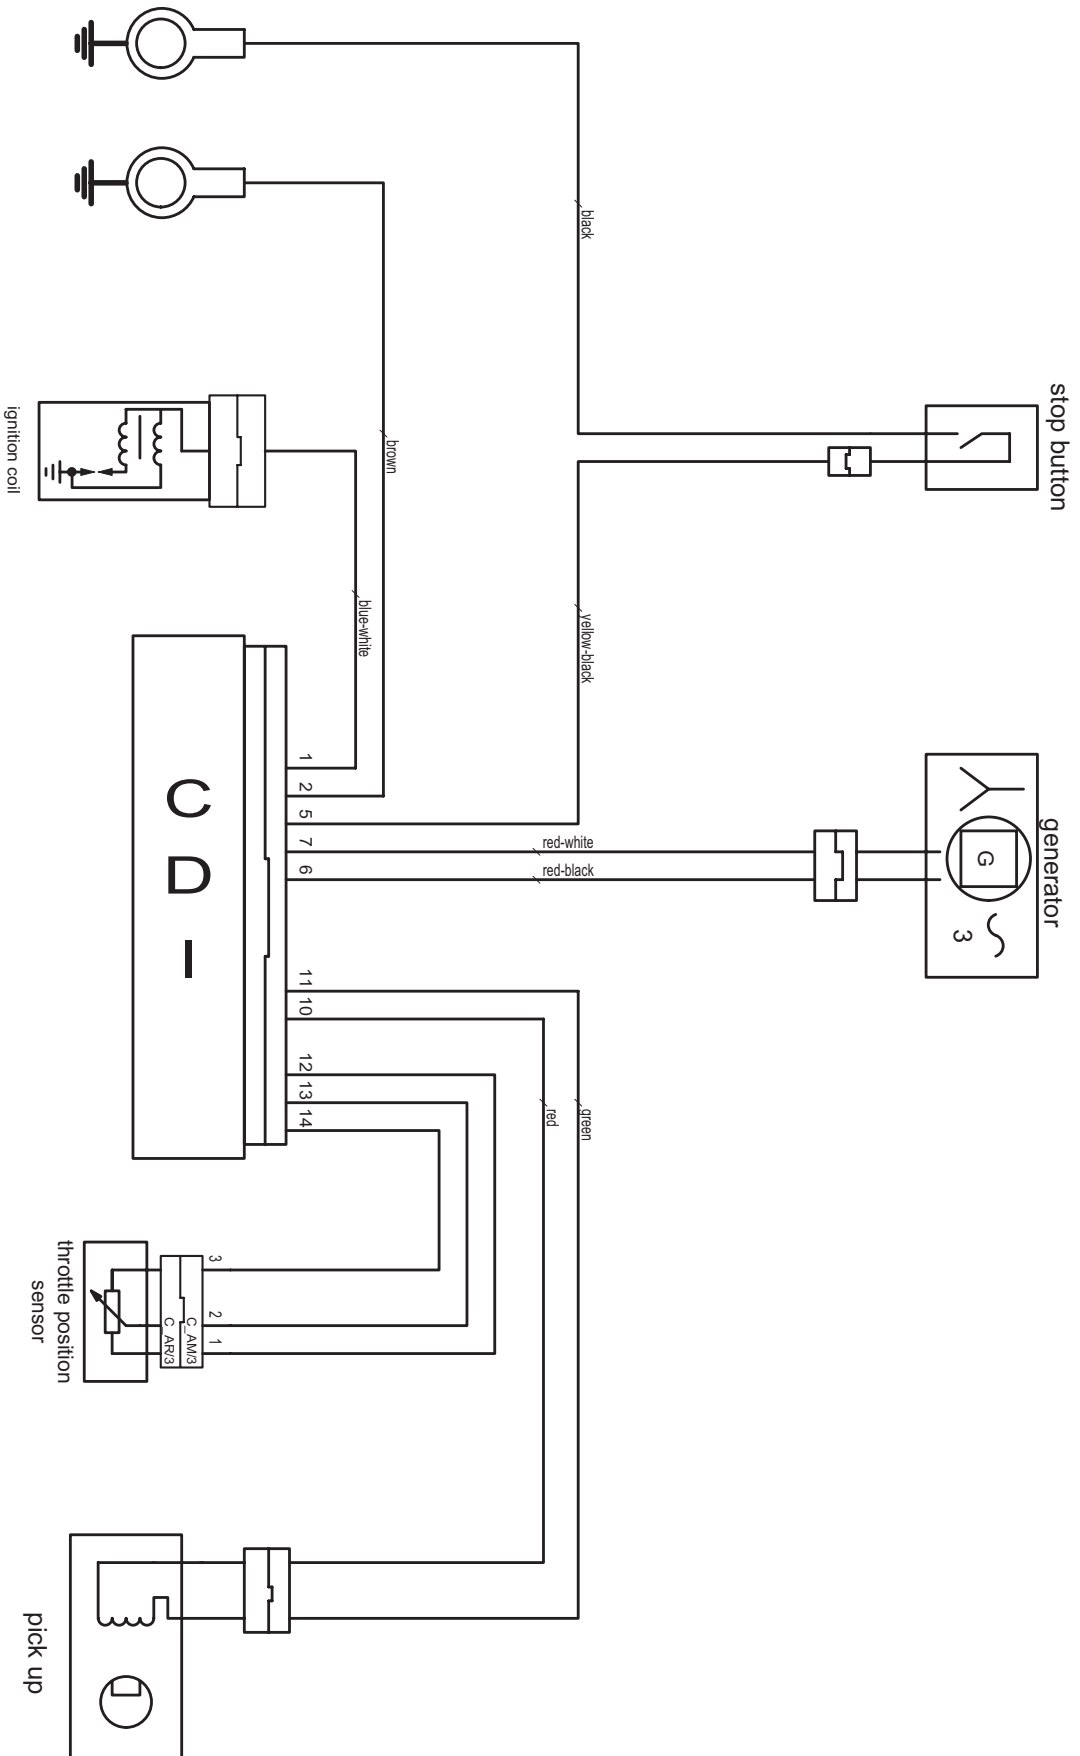 stop button
generator
G
3
black
brown
yellow-black
blue-white
red-white
red-black
green
red
ignition coil
C
D
I
1
2
5
7
6
11
10
12
13
14
3
2
1
C_AM/3
C_AR/3
throttle position
sensor
pick up